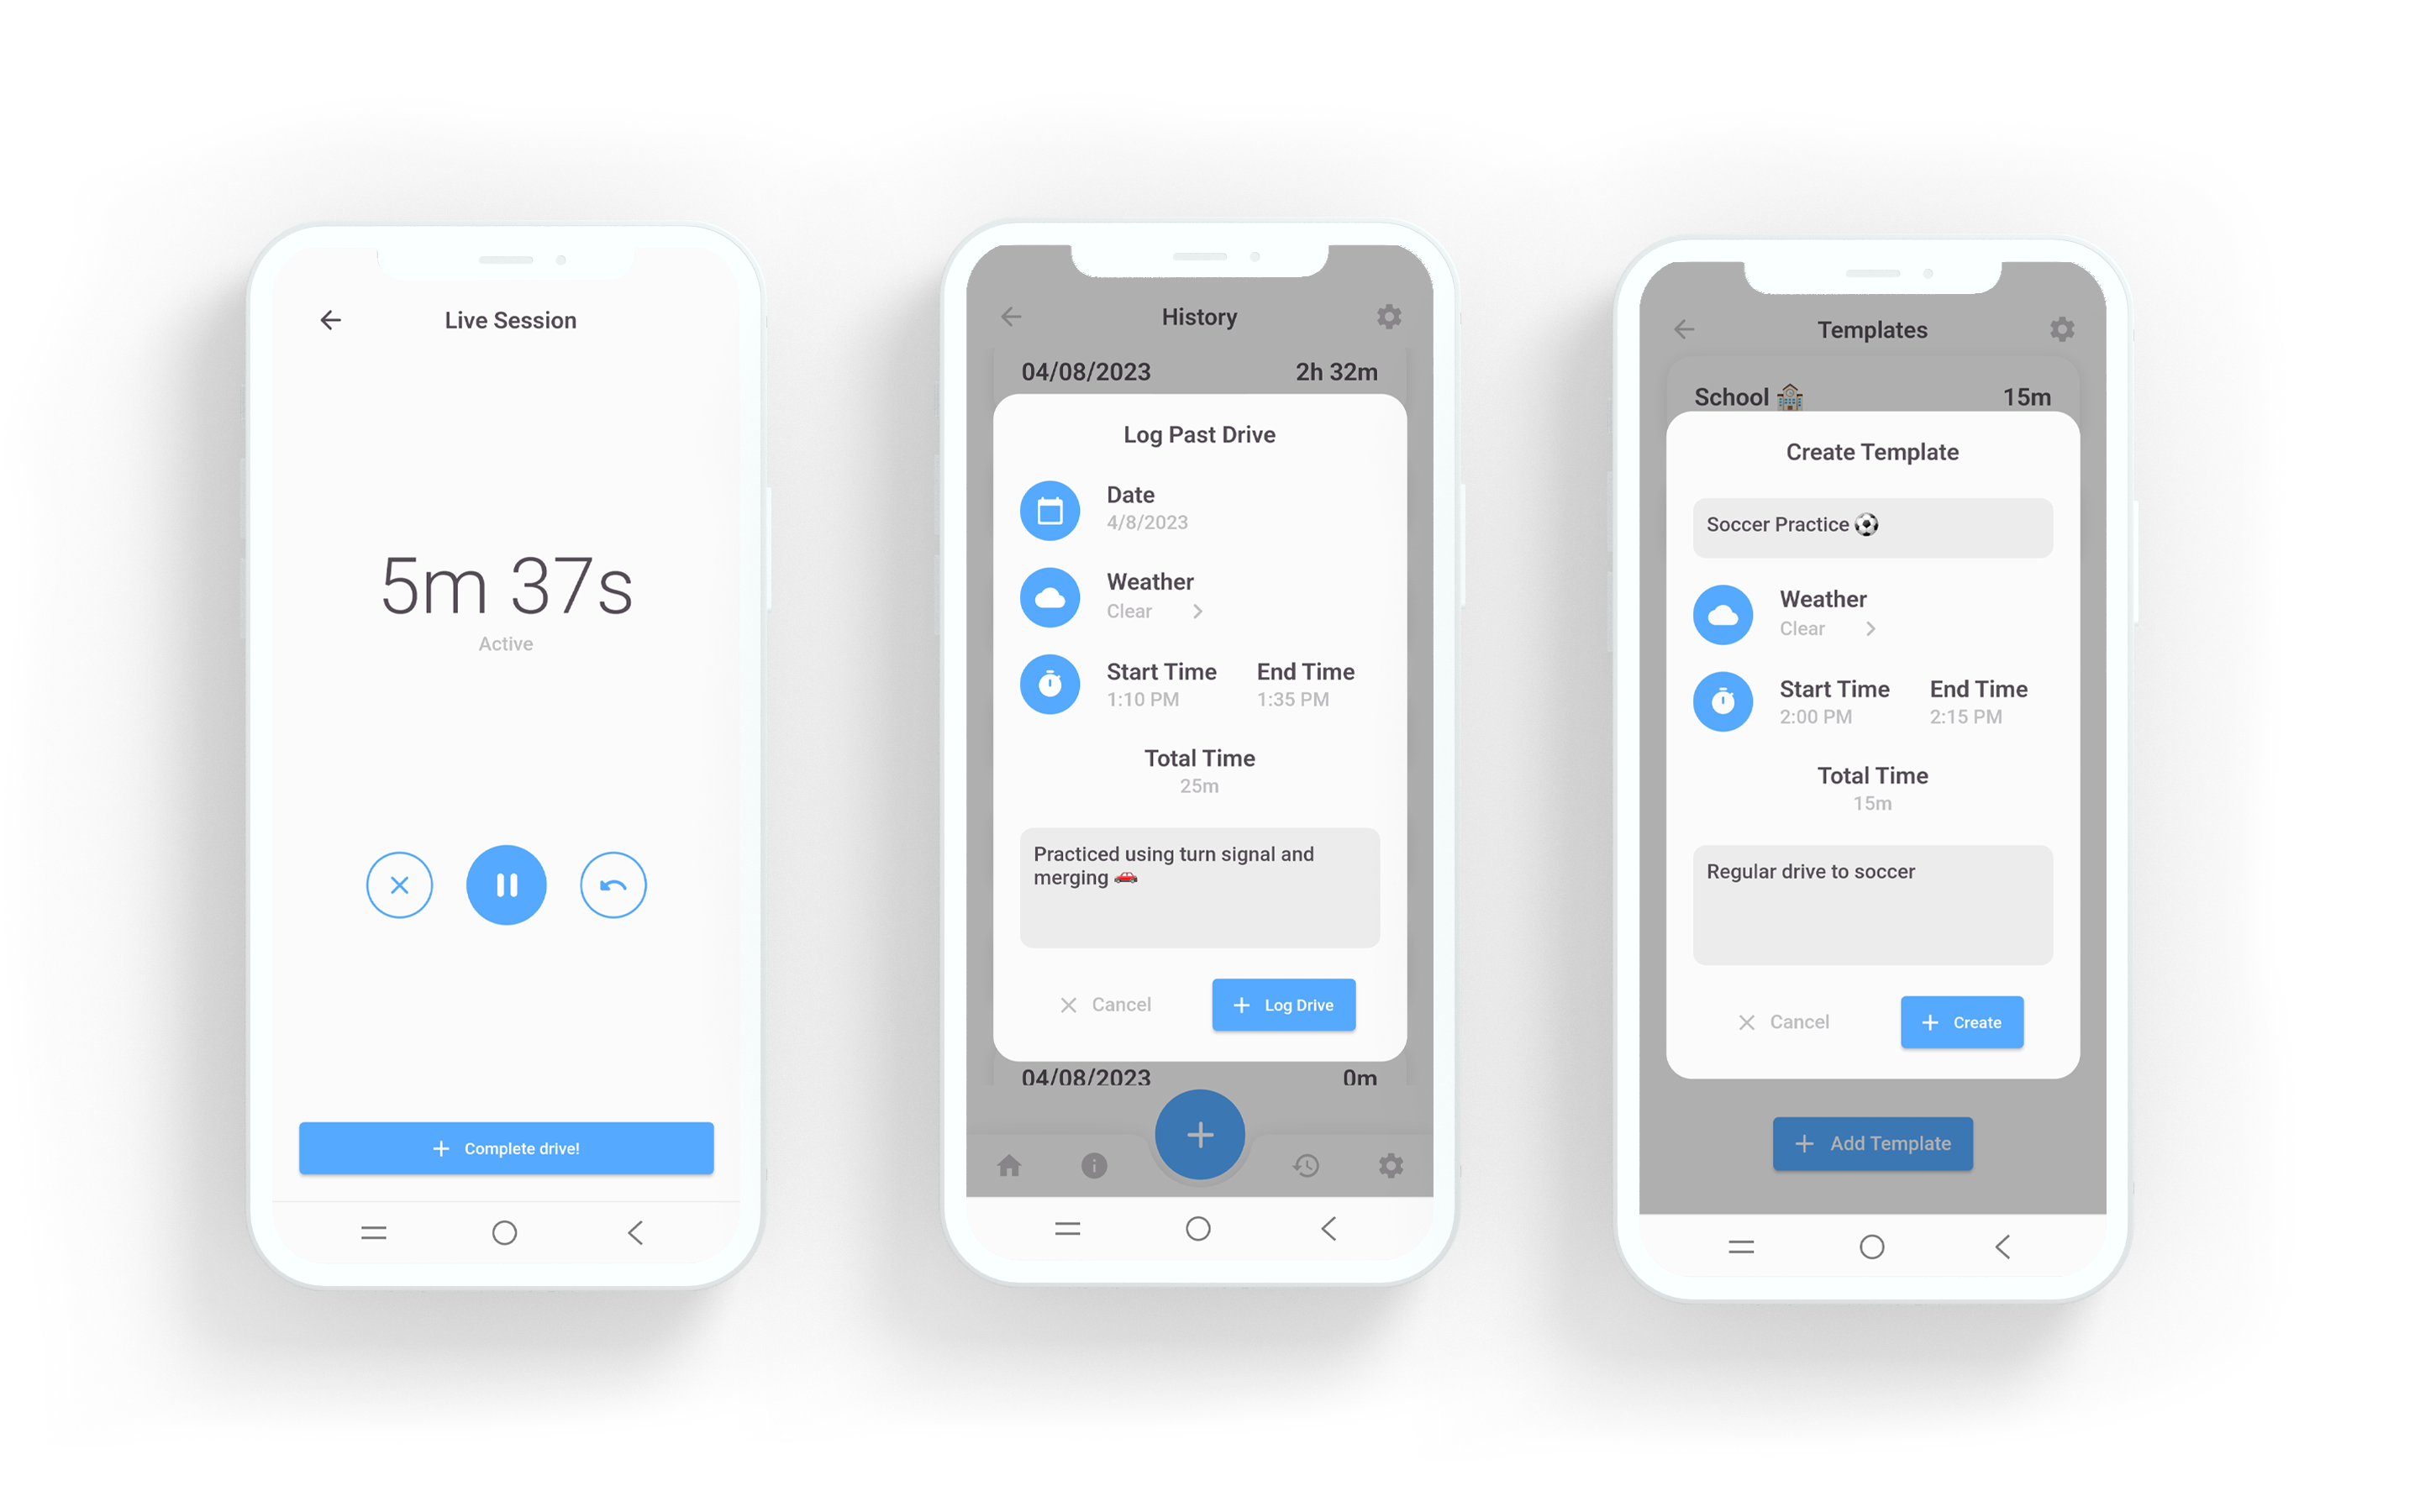 Live Session
5m 37s
Active
Complete drive!
History
04/08/2023 2h 32m
Log Past Drive
Date
4/8/2023
Weather
Clear
Start Time End Time
1:10 PM 1:35 PM
Total Time
25m
Practiced using turn signal and
merging 🚗
Cancel Log Drive
04/08/2023 0m
Templates
School 🏫 15m
Create Template
Soccer Practice ⚽
Weather
Clear
Start Time End Time
2:00 PM 2:15 PM
Total Time
15m
Regular drive to soccer
Cancel Create
Add Template